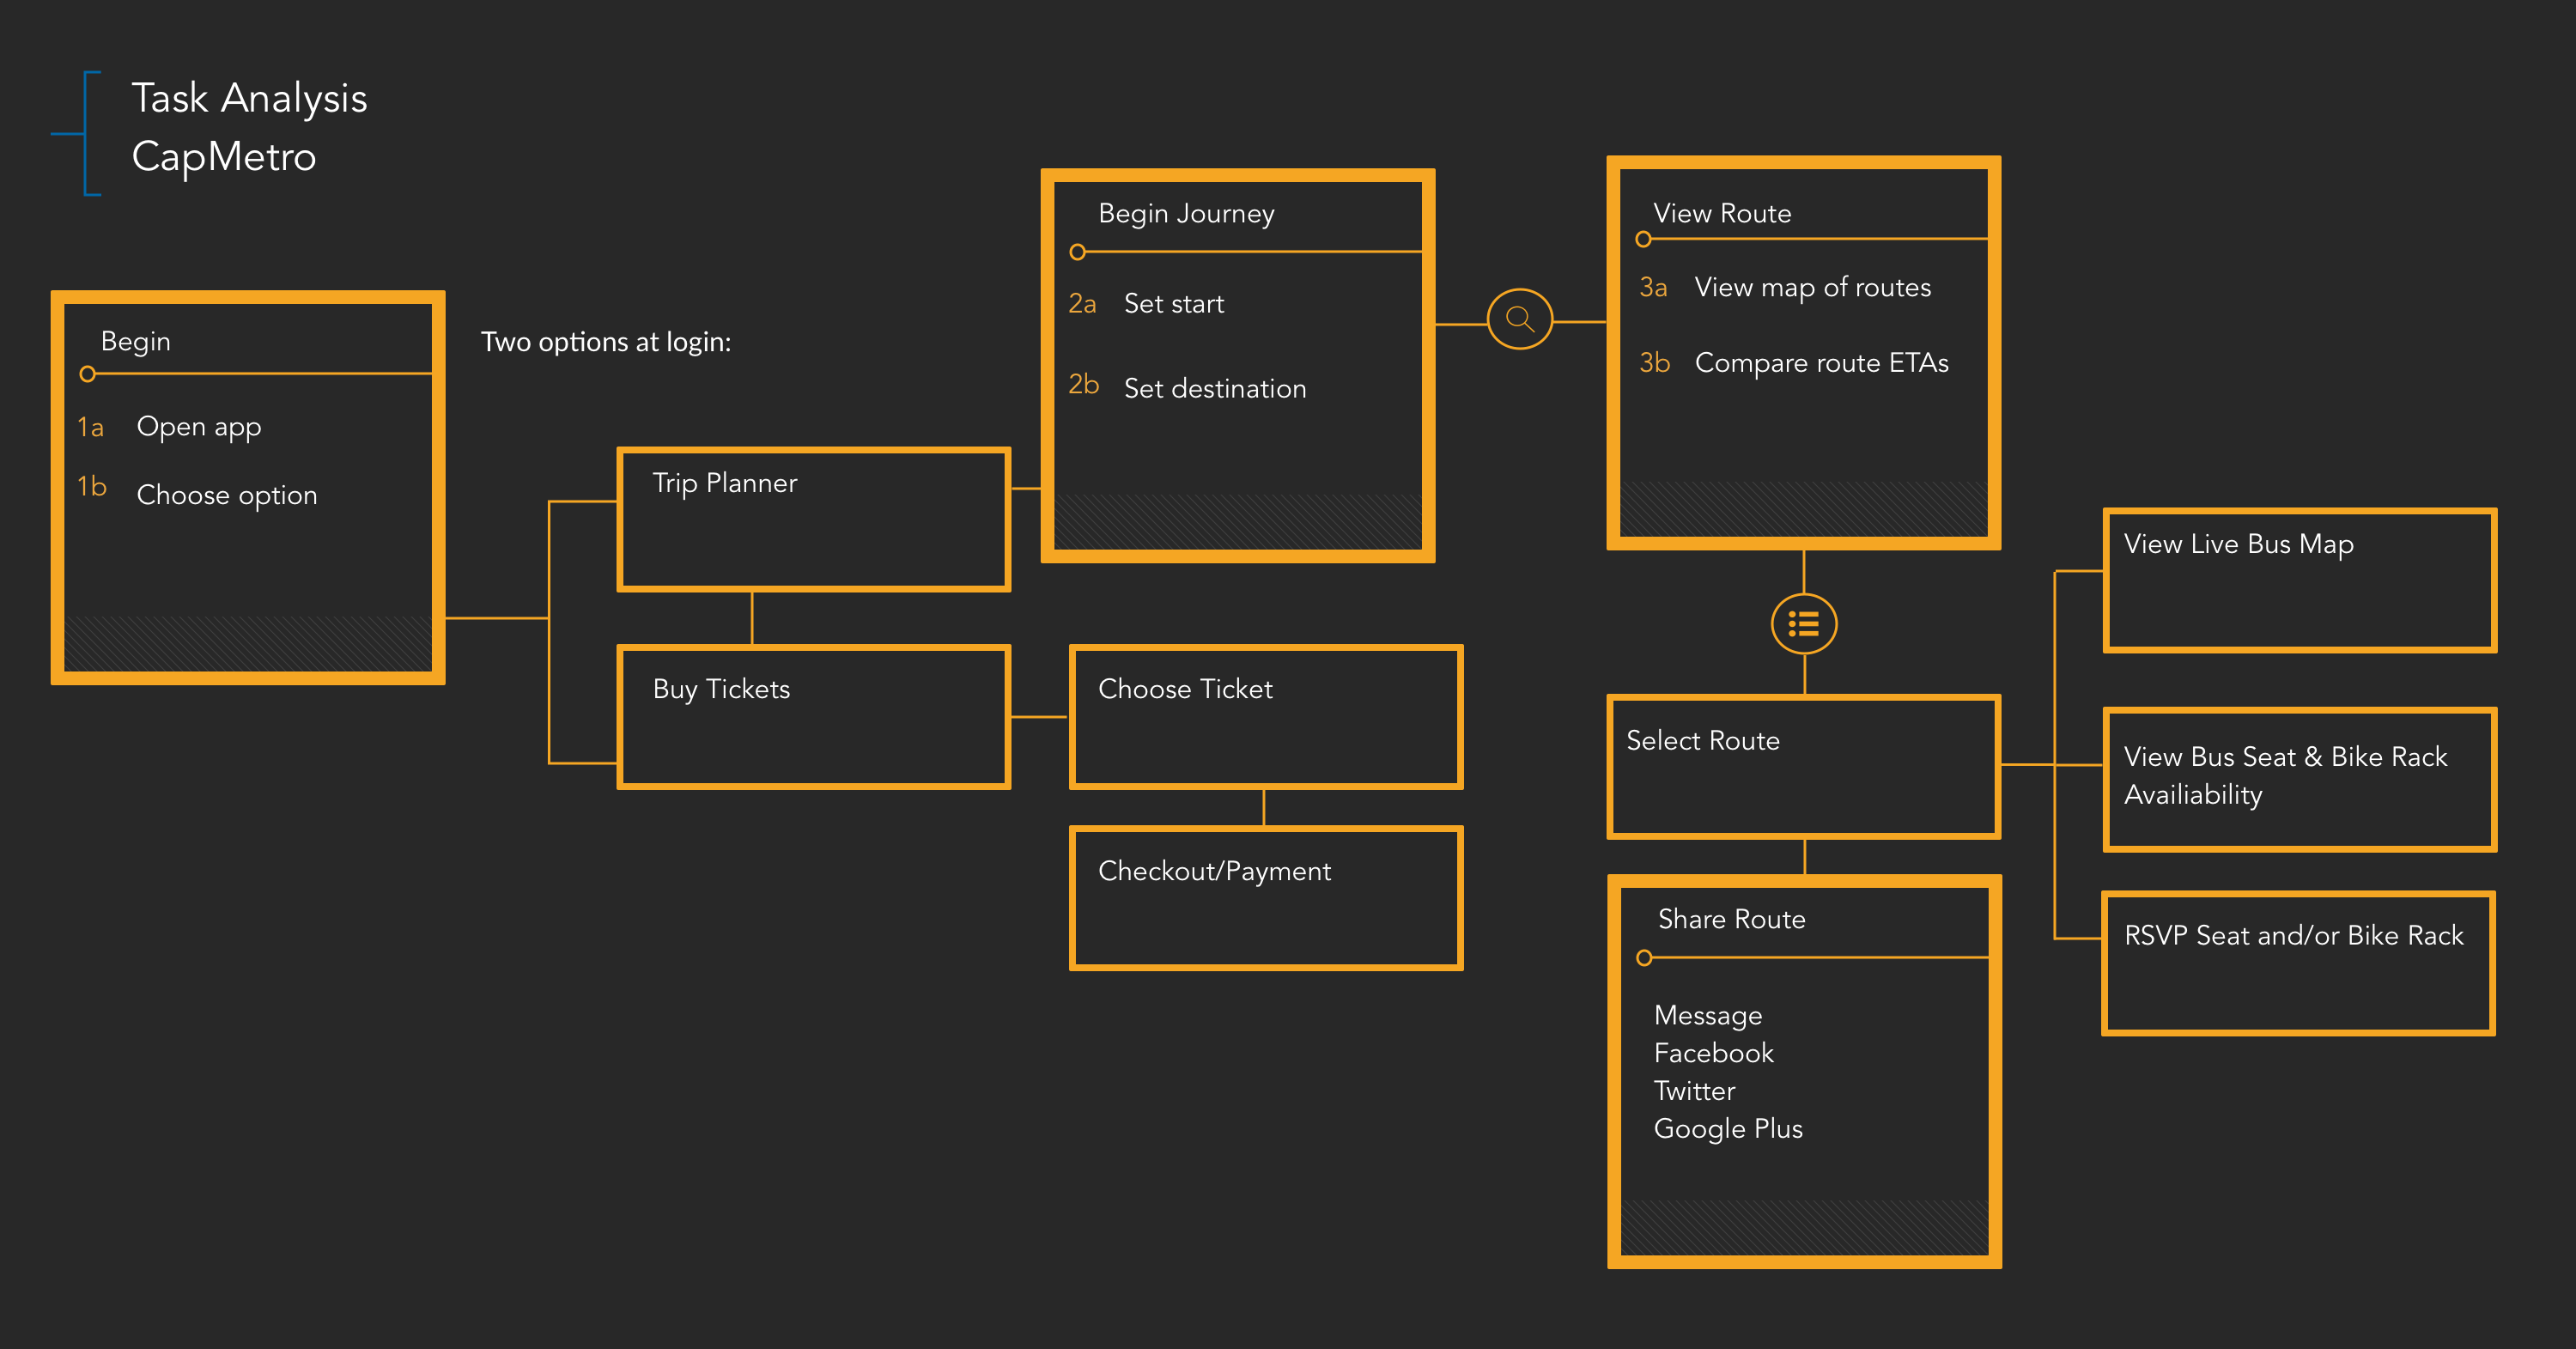 Task Analysis
CapMetro
Begin
1a Open app
1b Choose option
Two options at login:
Trip Planner
Buy Tickets
Begin Journey
2a Set start
2b Set destination
Choose Ticket
Checkout/Payment
View Route
3a View map of routes
3b Compare route ETAs
Select Route
Share Route
Message
Facebook
Twitter
Google Plus
View Live Bus Map
View Bus Seat & Bike Rack
Availiability
RSVP Seat and/or Bike Rack